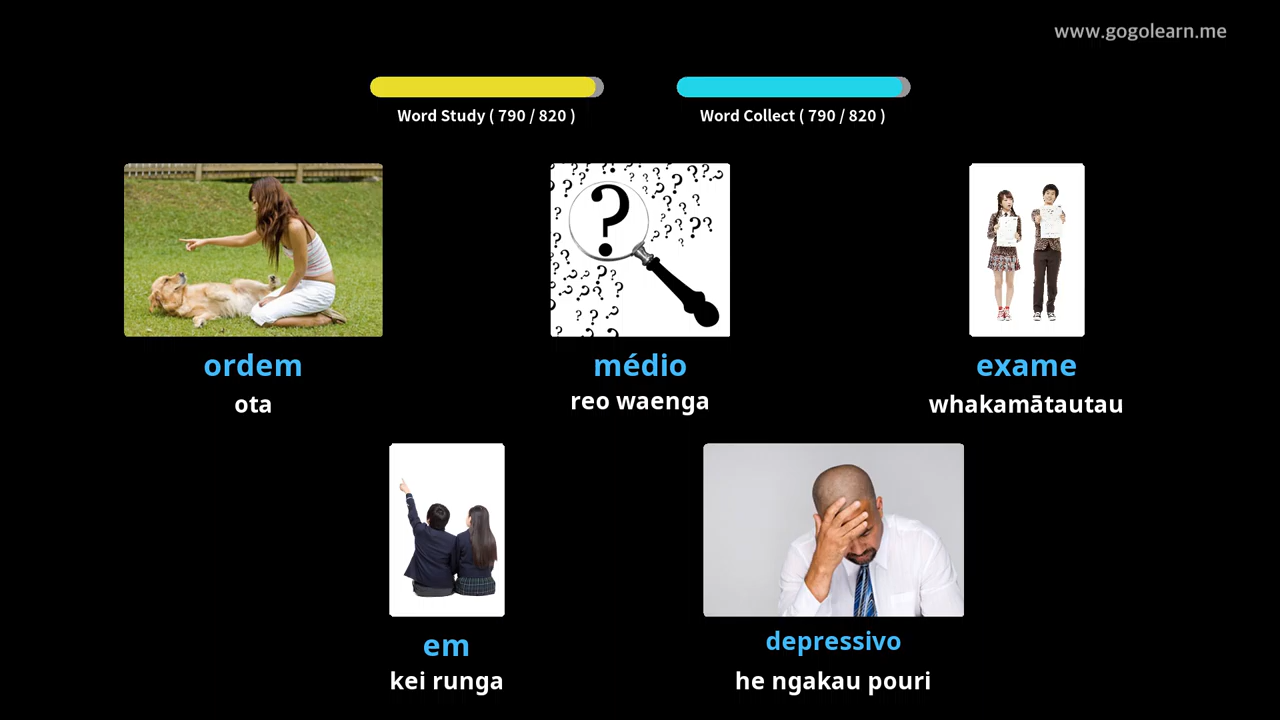 www.gogolearn.me
Word Study ( 790 / 820 )
Word Collect ( 790 / 820 )
ordem
ota
médio
reo waenga
exame
whakamātautau
em
kei runga
depressivo
he ngakau pouri